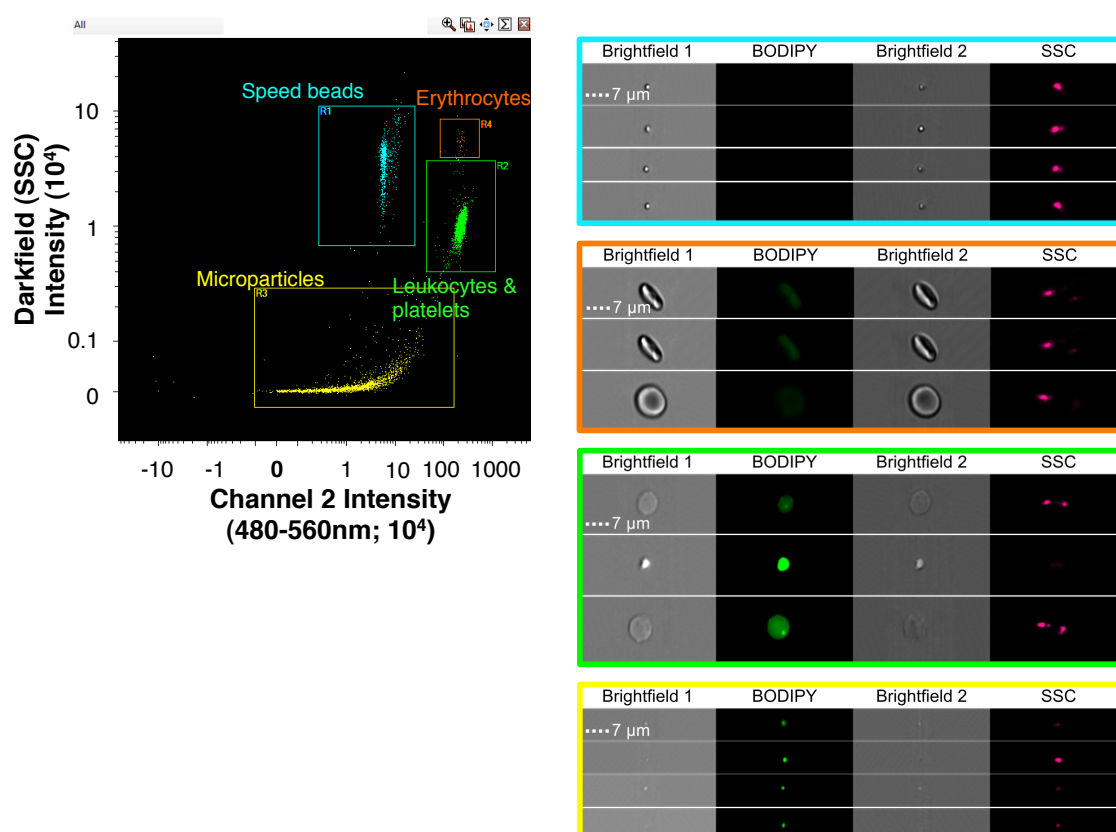 All
Speed beads
Erythrocytes
R1
R4
R2
Microparticles
R3
Leukocytes &
platelets
Darkfield (SSC)
Intensity (10⁴)
10
1
0.1
0
-10 -1 0 1 10 100 1000
Channel 2 Intensity
(480-560nm; 10⁴)
Brightfield 1 BODIPY Brightfield 2 SSC
7 µm
Brightfield 1 BODIPY Brightfield 2 SSC
7 µm
Brightfield 1 BODIPY Brightfield 2 SSC
7 µm
Brightfield 1 BODIPY Brightfield 2 SSC
7 µm